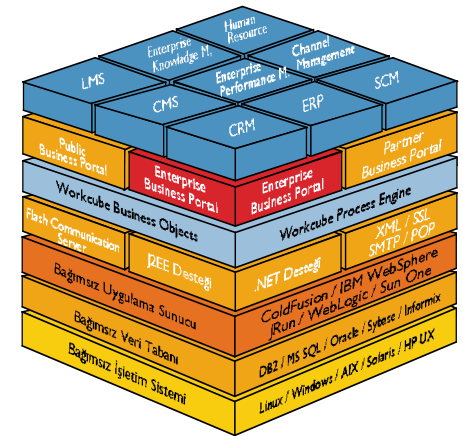 Human
Resource
Enterprise
Knowladge M.
Channel
Management
LMS
Enterprise
Performance M.
SCM
CMS
ERP
CRM
Public
Business Portal
Enterprise
Business Portal
Enterprise
Business Portal
Partner
Business Portal
Workcube Business Objects
Workcube Process Engine
Flash Communication
Server
J2EE Desteği
.NET Desteği
XML / SSL
SMTP / POP
Bağımsız Uygulama Sunucu
ColdFusion / IBM WebSphere
JRun / WebLogic / Sun One
Bağımsız Veri Tabanı
DB2 / MS SQL / Oracle / Sybase / Informix
Bağımsız İşletim Sistemi
Linux / Windows / AIX / Solaris / HP UX